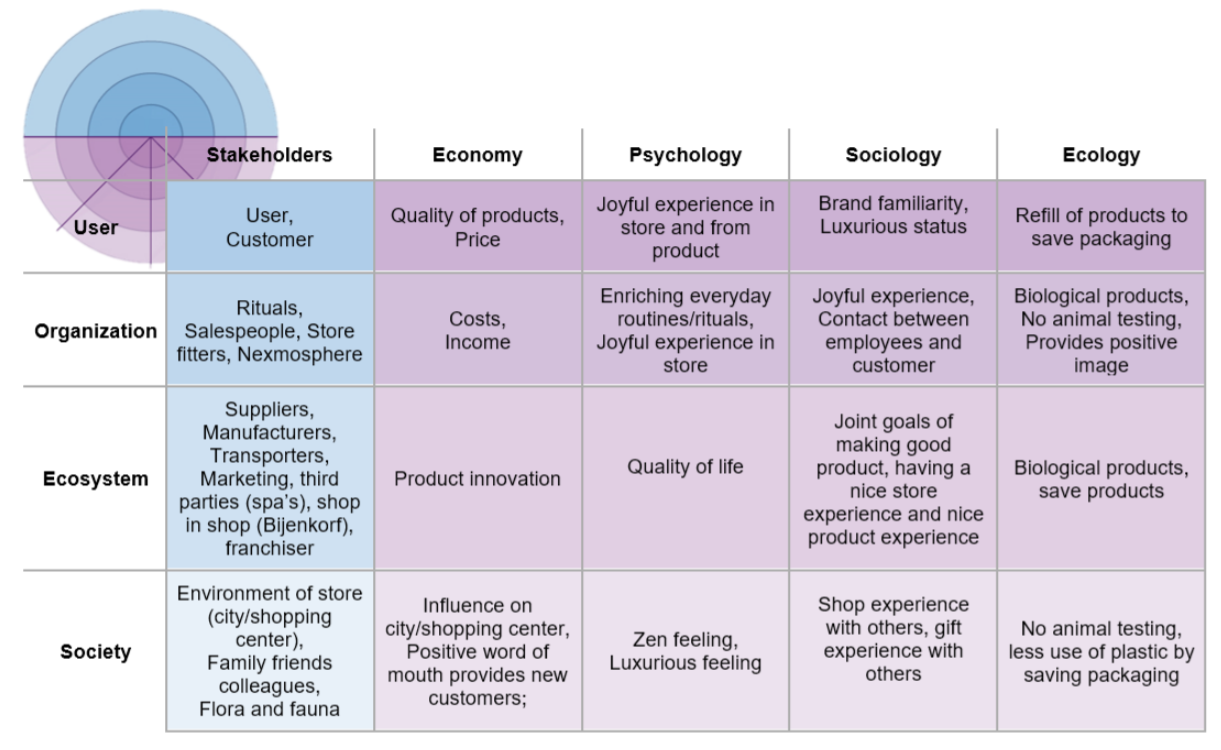 Stakeholders
Economy
Psychology
Sociology
Ecology
User
User,
Customer
Quality of products,
Price
Joyful experience in
store and from
product
Brand familiarity,
Luxurious status
Refill of products to
save packaging
Organization
Rituals,
Salespeople, Store
fitters, Nexmosphere
Costs,
Income
Enriching everyday
routines/rituals,
Joyful experience in
store
Joyful experience,
Contact between
employees and
customer
Biological products,
No animal testing,
Provides positive
image
Ecosystem
Suppliers,
Manufacturers,
Transporters,
Marketing, third
parties (spa's), shop
in shop (Bijenkorf),
franchiser
Product innovation
Quality of life
Joint goals of
making good
product, having a
nice store
experience and nice
product experience
Biological products,
save products
Society
Environment of store
(city/shopping
center),
Family friends
colleagues,
Flora and fauna
Influence on
city/shopping center,
Positive word of
mouth provides new
customers;
Zen feeling,
Luxurious feeling
Shop experience
with others, gift
experience with
others
No animal testing,
less use of plastic by
saving packaging